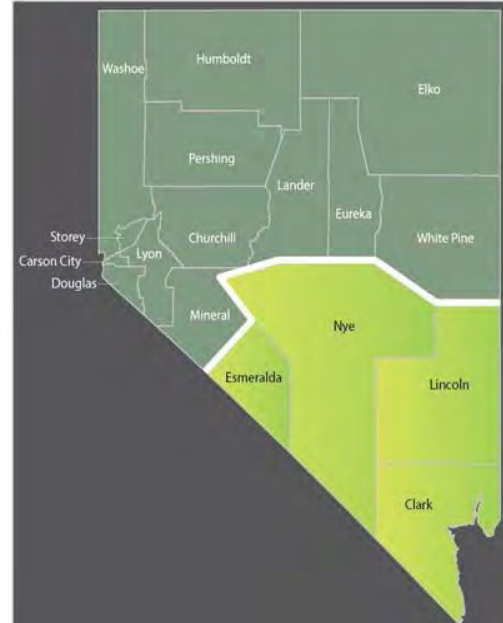 Washoe
Humboldt
Elko
Pershing
Lander
Eureka
White Pine
Storey
Lyon
Churchill
Carson City
Douglas
Mineral
Nye
Esmeralda
Lincoln
Clark